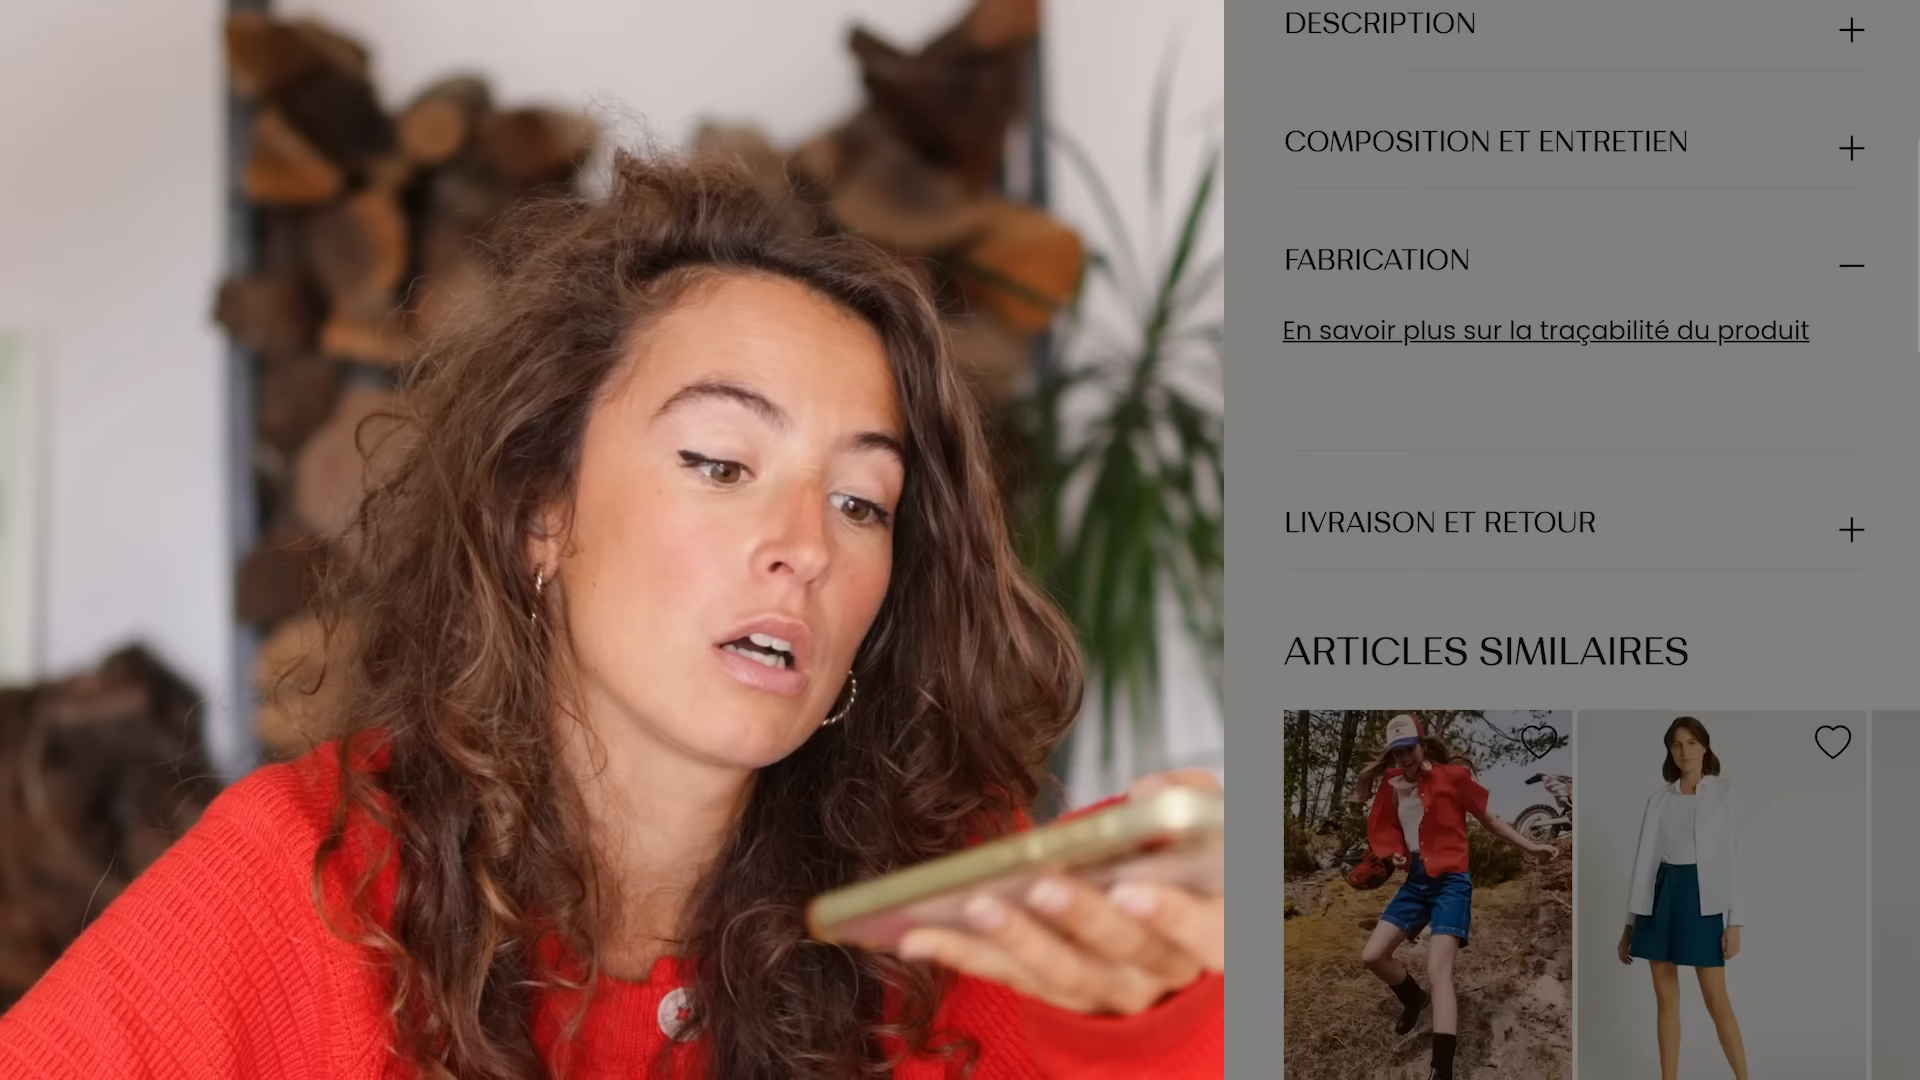 DESCRIPTION
COMPOSITION ET ENTRETIEN
FABRICATION
En savoir plus sur la traçabilité du produit
LIVRAISON ET RETOUR
ARTICLES SIMILAIRES